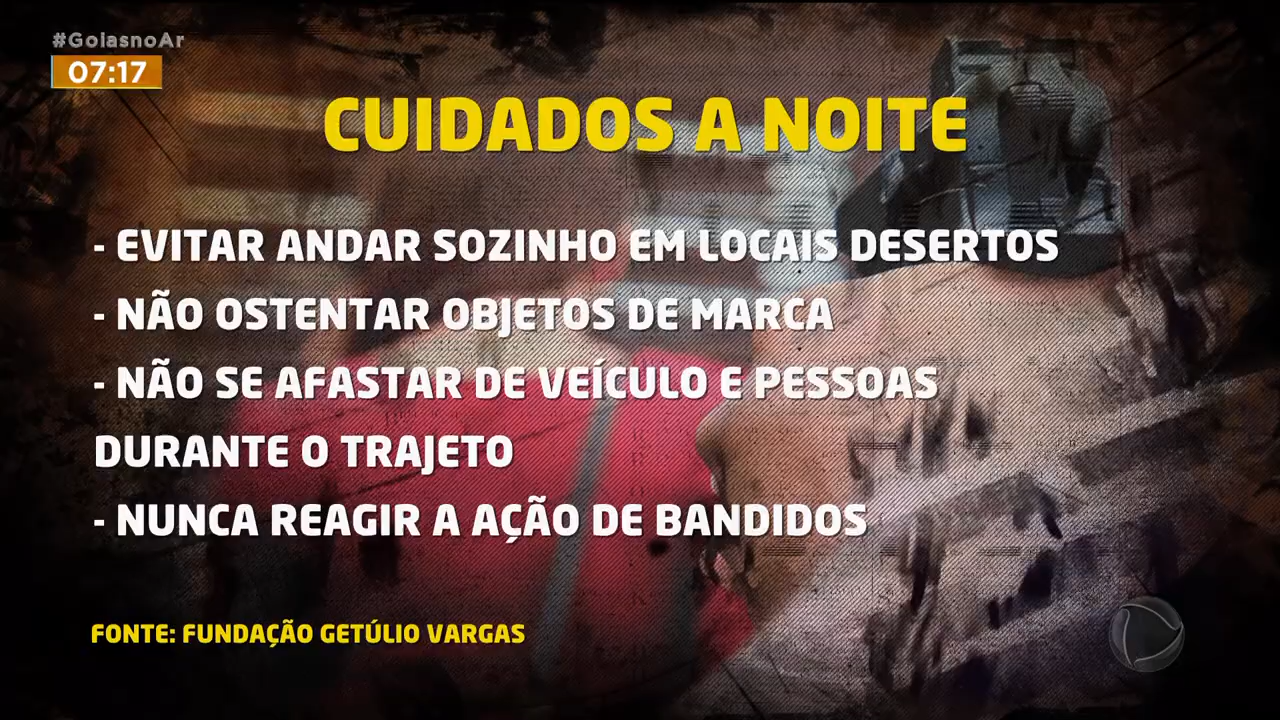 #GoiasnoAr
07:17
CUIDADOS A NOITE
- EVITAR ANDAR SOZINHO EM LOCAIS DESERTOS
- NÃO OSTENTAR OBJETOS DE MARCA
- NÃO SE AFASTAR DE VEÍCULO E PESSOAS
DURANTE O TRAJETO
- NUNCA REAGIR A AÇÃO DE BANDIDOS
FONTE: FUNDAÇÃO GETÚLIO VARGAS